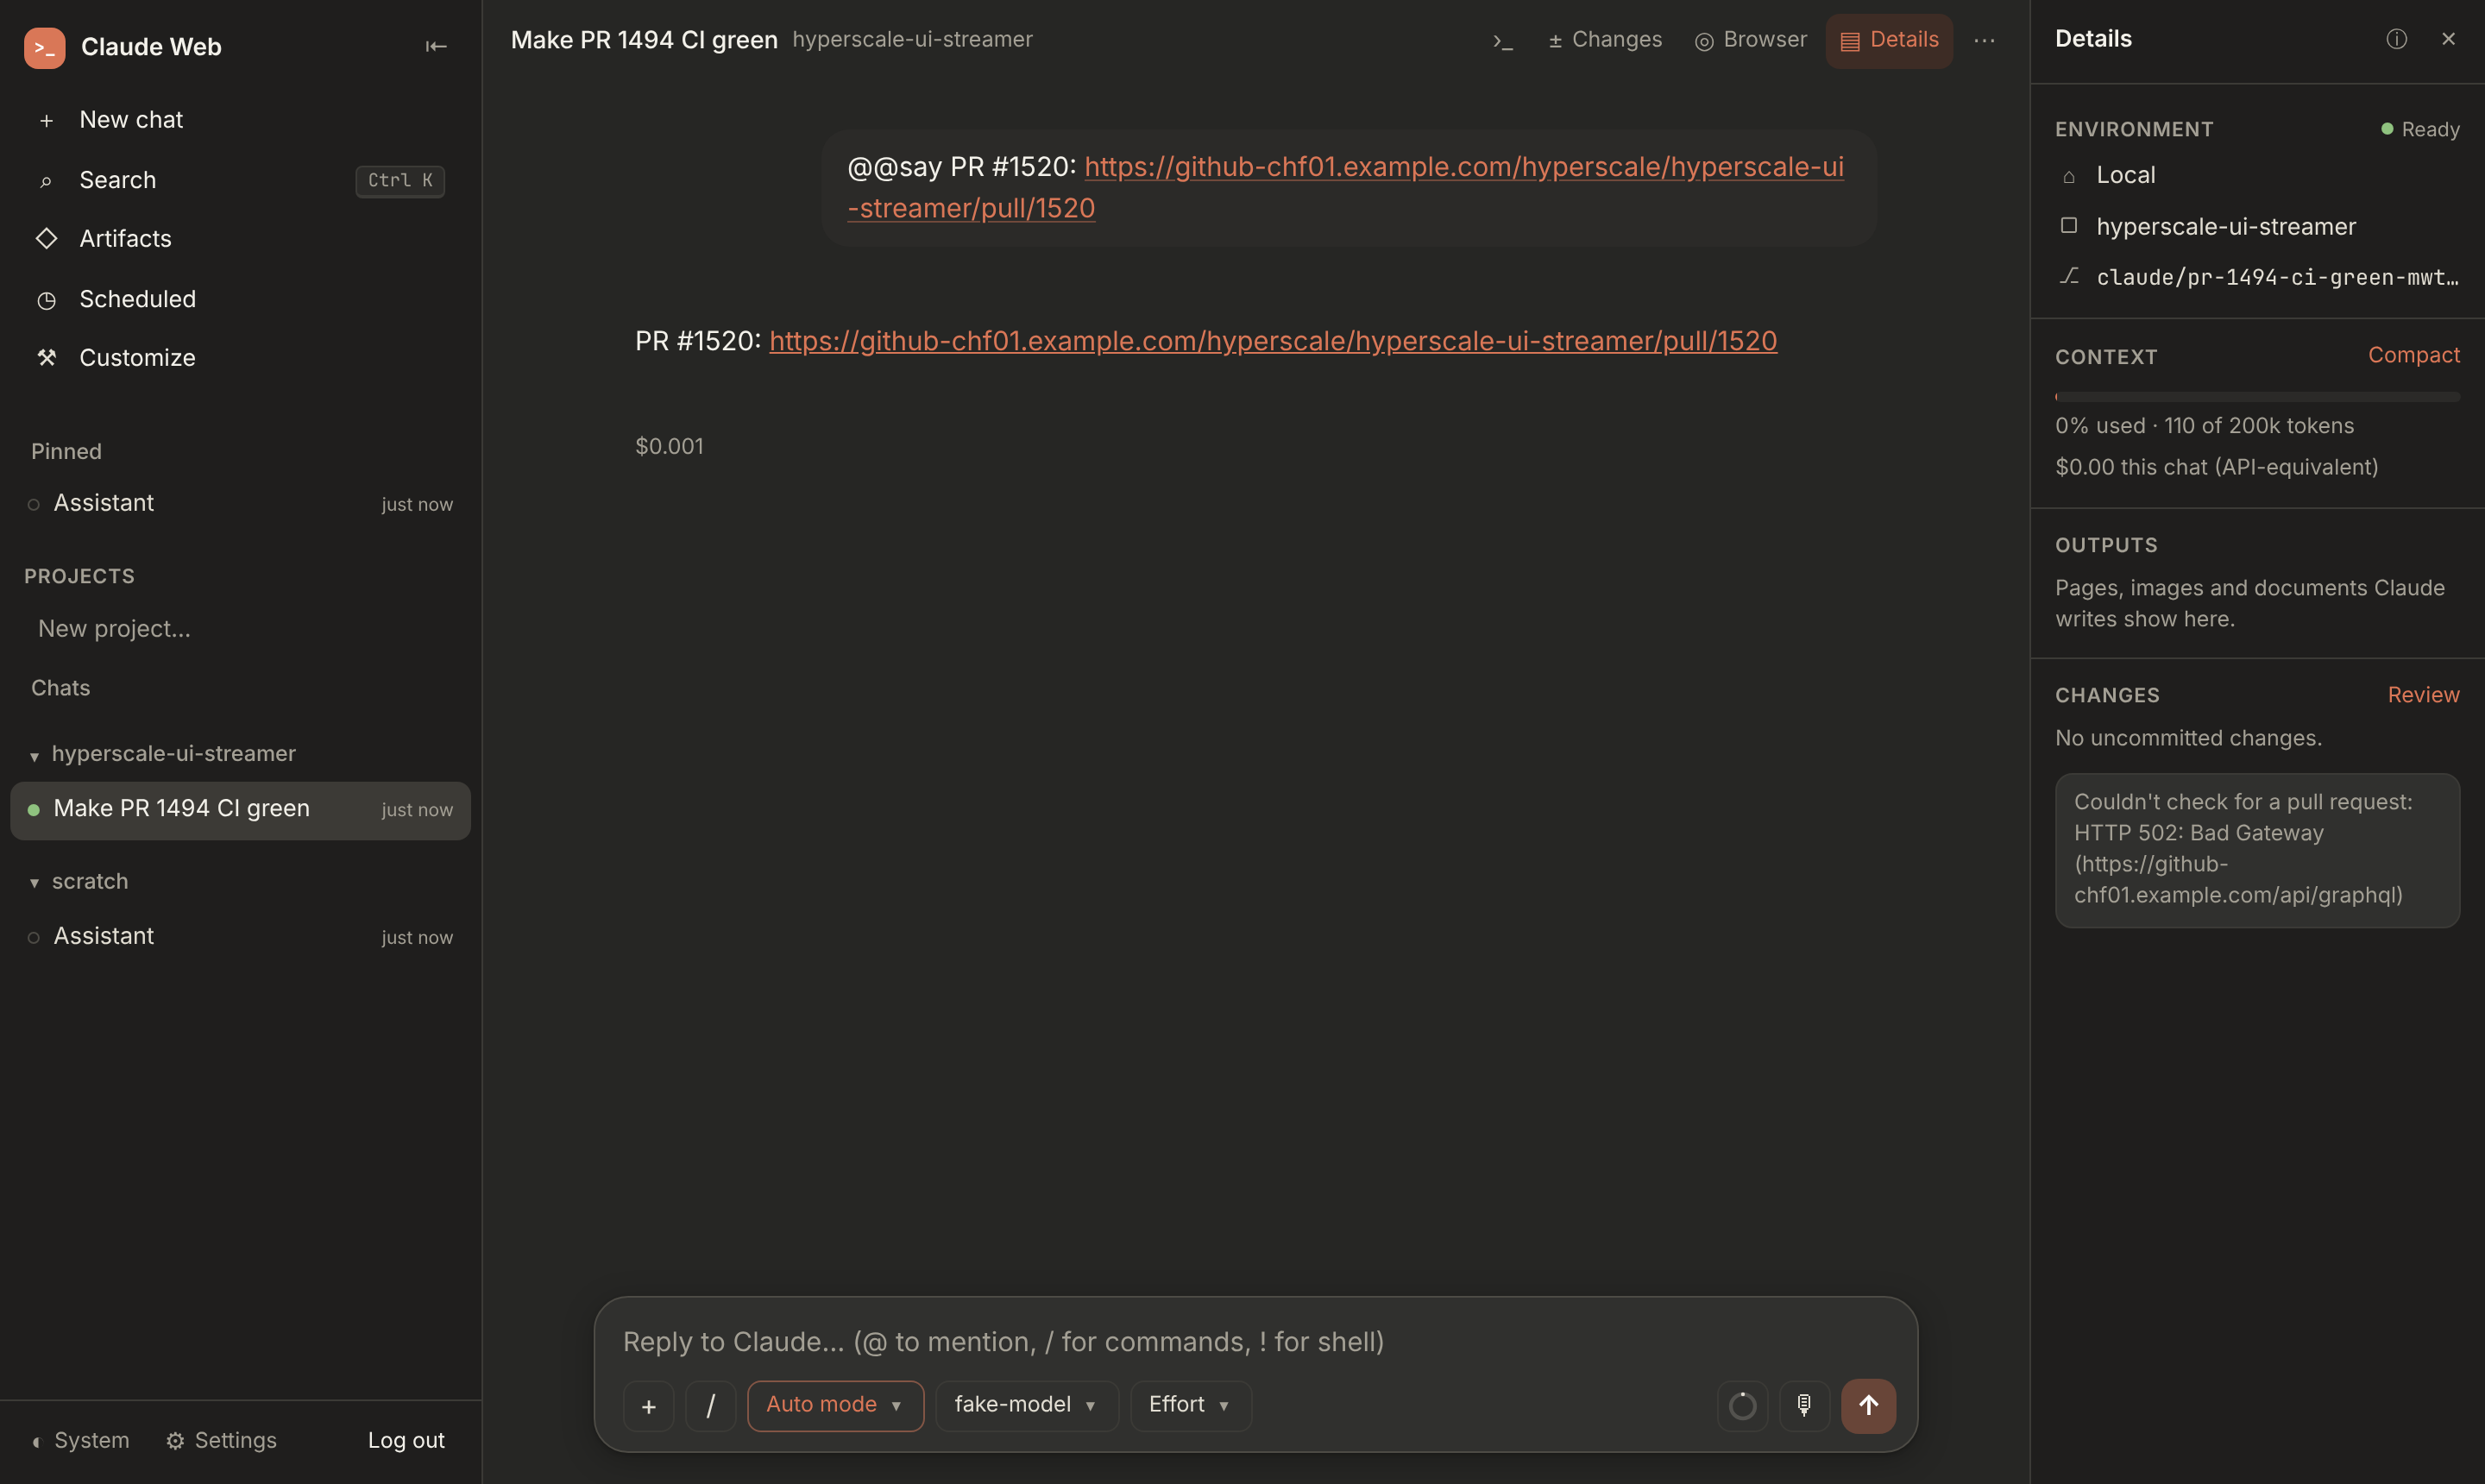 >_ Claude Web
+ New chat
Search Ctrl K
Artifacts
Scheduled
Customize
Pinned
Assistant just now
PROJECTS
New project...
Chats
hyperscale-ui-streamer
Make PR 1494 CI green just now
scratch
Assistant just now
System Settings Log out
Make PR 1494 CI green hyperscale-ui-streamer
>_ ± Changes Browser Details ...
@@say PR #1520: https://github-chf01.example.com/hyperscale/hyperscale-ui
-streamer/pull/1520
PR #1520: https://github-chf01.example.com/hyperscale/hyperscale-ui-streamer/pull/1520
$0.001
Reply to Claude... (@ to mention, / for commands, ! for shell)
+ / Auto mode fake-model Effort
Details
ENVIRONMENT Ready
Local
hyperscale-ui-streamer
claude/pr-1494-ci-green-mwt…
CONTEXT Compact
0% used · 110 of 200k tokens
$0.00 this chat (API-equivalent)
OUTPUTS
Pages, images and documents Claude
writes show here.
CHANGES Review
No uncommitted changes.
Couldn't check for a pull request:
HTTP 502: Bad Gateway
(https://github-
chf01.example.com/api/graphql)